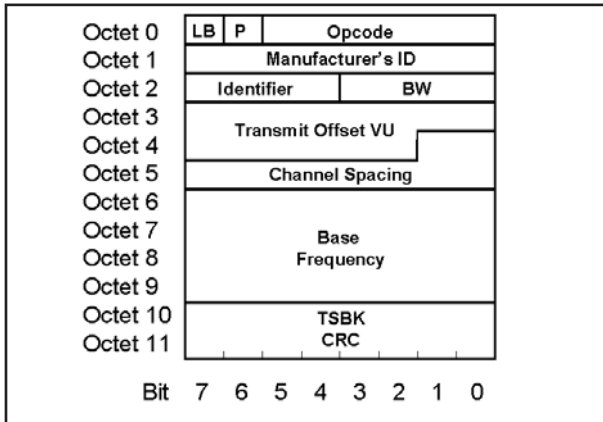 Octet 0 LB P Opcode
Octet 1 Manufacturer's ID
Octet 2 Identifier BW
Octet 3
Transmit Offset VU
Octet 4
Octet 5 Channel Spacing
Octet 6
Octet 7
Base
Octet 8 Frequency
Octet 9
Octet 10 TSBK
Octet 11 CRC
Bit 7 6 5 4 3 2 1 0